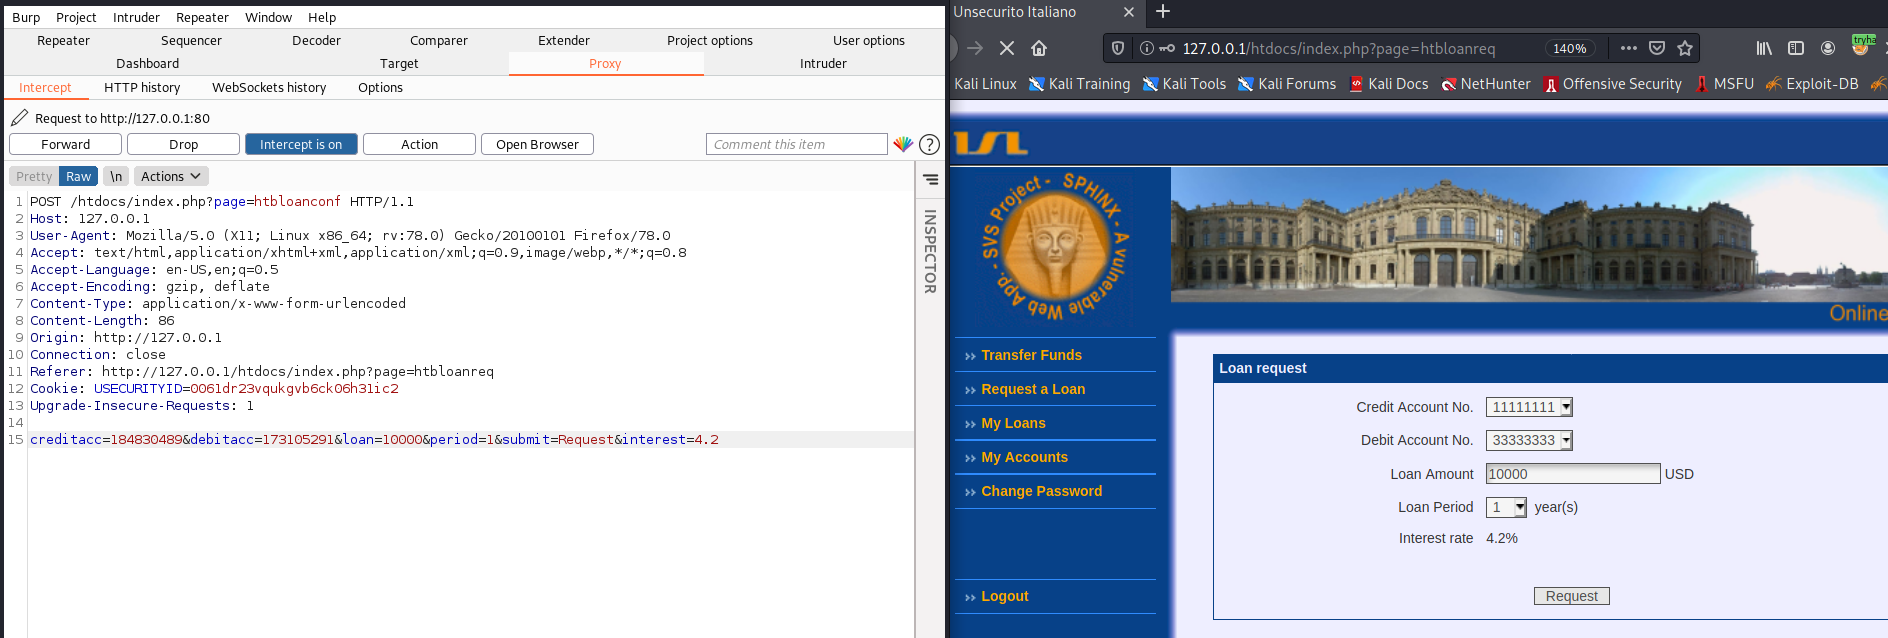 Burp Project Intruder Repeater Window Help
Repeater Sequencer Decoder Comparer Extender Project options User options
Dashboard Target Proxy Intruder
Intercept HTTP history WebSockets history Options
Request to http://127.0.0.1:80
Forward Drop Intercept is on Action Open Browser Comment this item ?
Pretty Raw \n Actions
INSPECTOR
1 POST /htdocs/index.php?page=htbloanconf HTTP/1.1
2 Host: 127.0.0.1
3 User-Agent: Mozilla/5.0 (X11; Linux x86_64; rv:78.0) Gecko/20100101 Firefox/78.0
4 Accept: text/html,application/xhtml+xml,application/xml;q=0.9,image/webp,*/*;q=0.8
5 Accept-Language: en-US,en;q=0.5
6 Accept-Encoding: gzip, deflate
7 Content-Type: application/x-www-form-urlencoded
8 Content-Length: 86
9 Origin: http://127.0.0.1
10 Connection: close
11 Referer: http://127.0.0.1/htdocs/index.php?page=htbloanreq
12 Cookie: USECURITYID=0061dr23vqukgvb6ck06h31ic2
13 Upgrade-Insecure-Requests: 1
14
15 creditacc=184830489&debitacc=173105291&loan=10000&period=1&submit=Request&interest=4.2
Unsecurito Italiano
127.0.0.1/htdocs/index.php?page=htbloanreq 140%
tryha
Kali Linux Kali Training Kali Tools Kali Forums Kali Docs NetHunter Offensive Security MSFU Exploit-DB
SVS Project - SPHINX - A vulnerable Web App.
Online
Transfer Funds
Request a Loan
My Loans
My Accounts
Change Password
Logout
Loan request
Credit Account No. 11111111
Debit Account No. 33333333
Loan Amount 10000 USD
Loan Period 1 year(s)
Interest rate 4.2%
Request